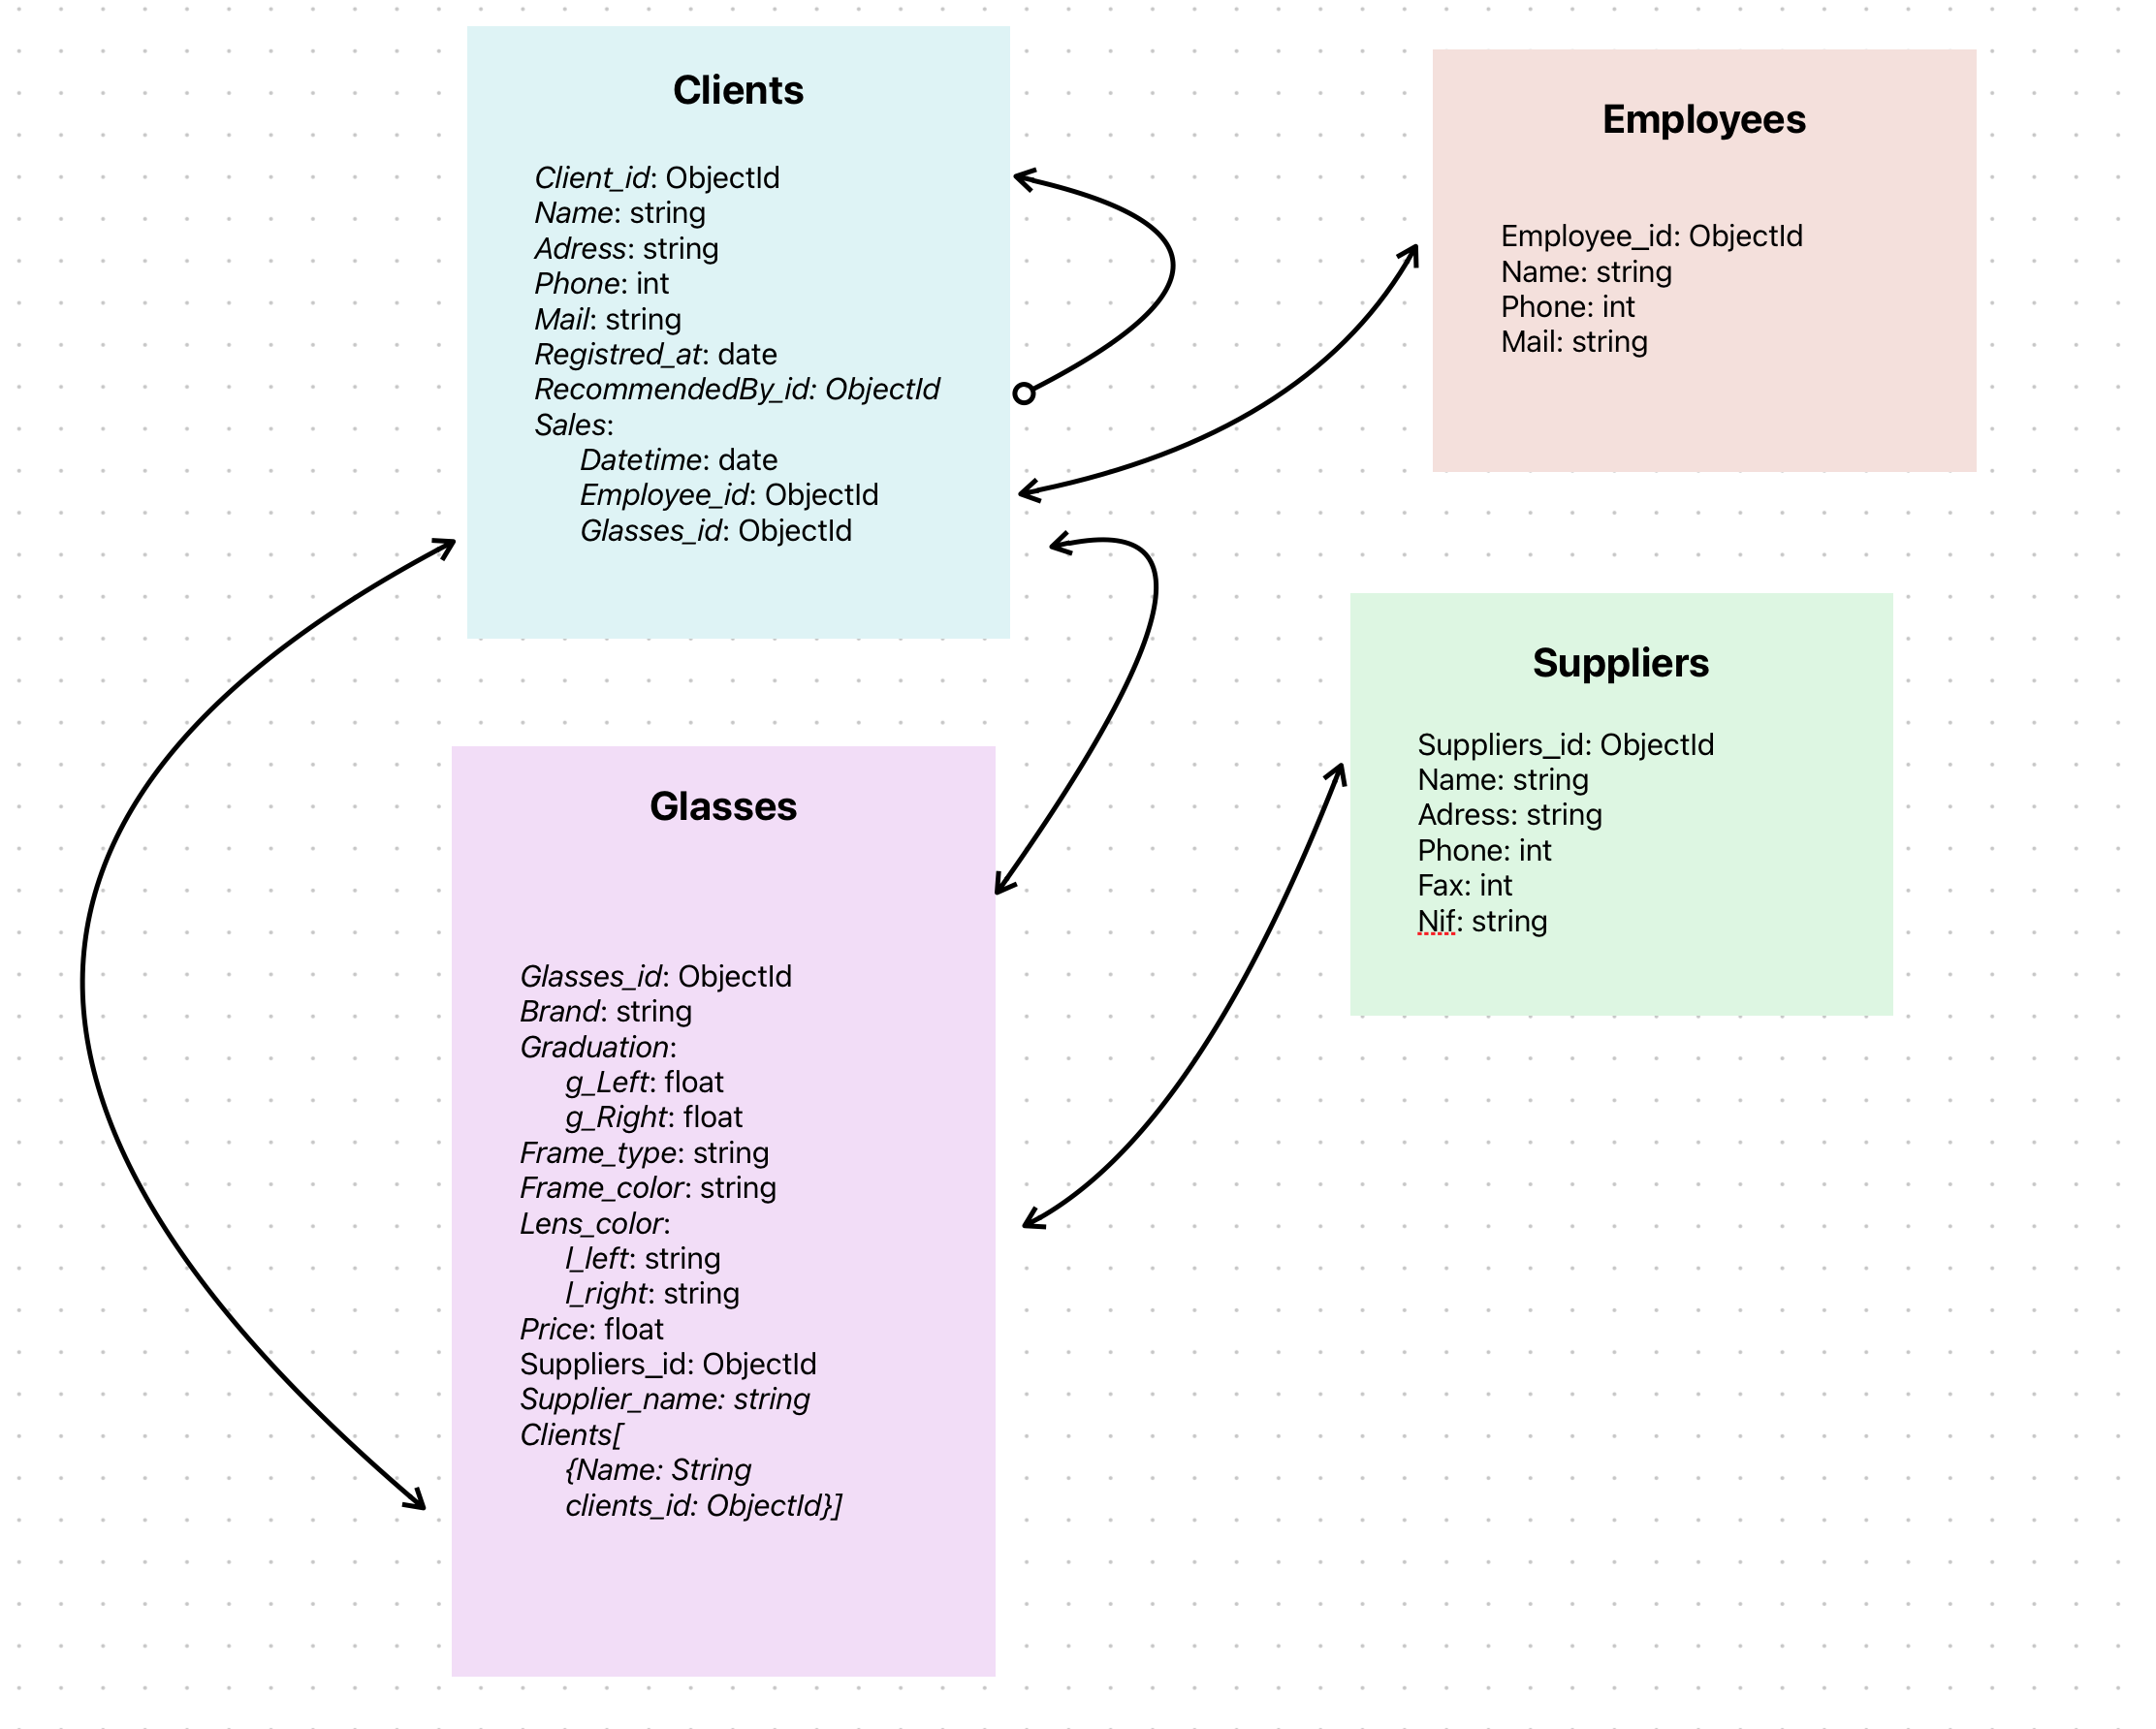 Clients
Client_id: ObjectId
Name: string
Adress: string
Phone: int
Mail: string
Registred_at: date
RecommendedBy_id: ObjectId
Sales:
Datetime: date
Employee_id: ObjectId
Glasses_id: ObjectId
Employees
Employee_id: ObjectId
Name: string
Phone: int
Mail: string
Suppliers
Suppliers_id: ObjectId
Name: string
Adress: string
Phone: int
Fax: int
Nif: string
Glasses
Glasses_id: ObjectId
Brand: string
Graduation:
g_Left: float
g_Right: float
Frame_type: string
Frame_color: string
Lens_color:
l_left: string
l_right: string
Price: float
Suppliers_id: ObjectId
Supplier_name: string
Clients[
{Name: String
clients_id: ObjectId}]